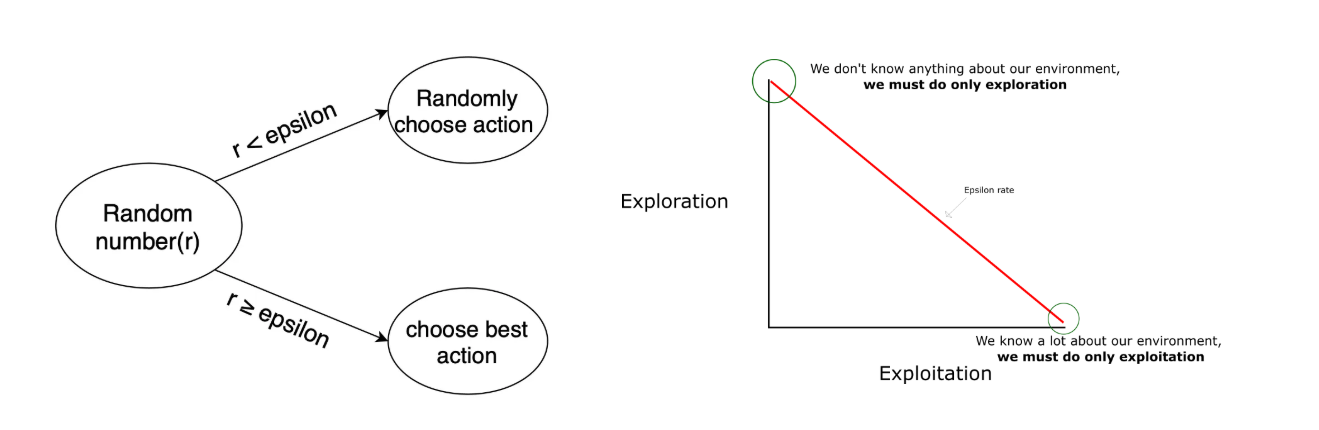 Randomly
choose action
r < epsilon
Random
number(r)
r ≥ epsilon
choose best
action
We don't know anything about our environment,
we must do only exploration
Epsilon rate
Exploration
We know a lot about our environment,
we must do only exploitation
Exploitation